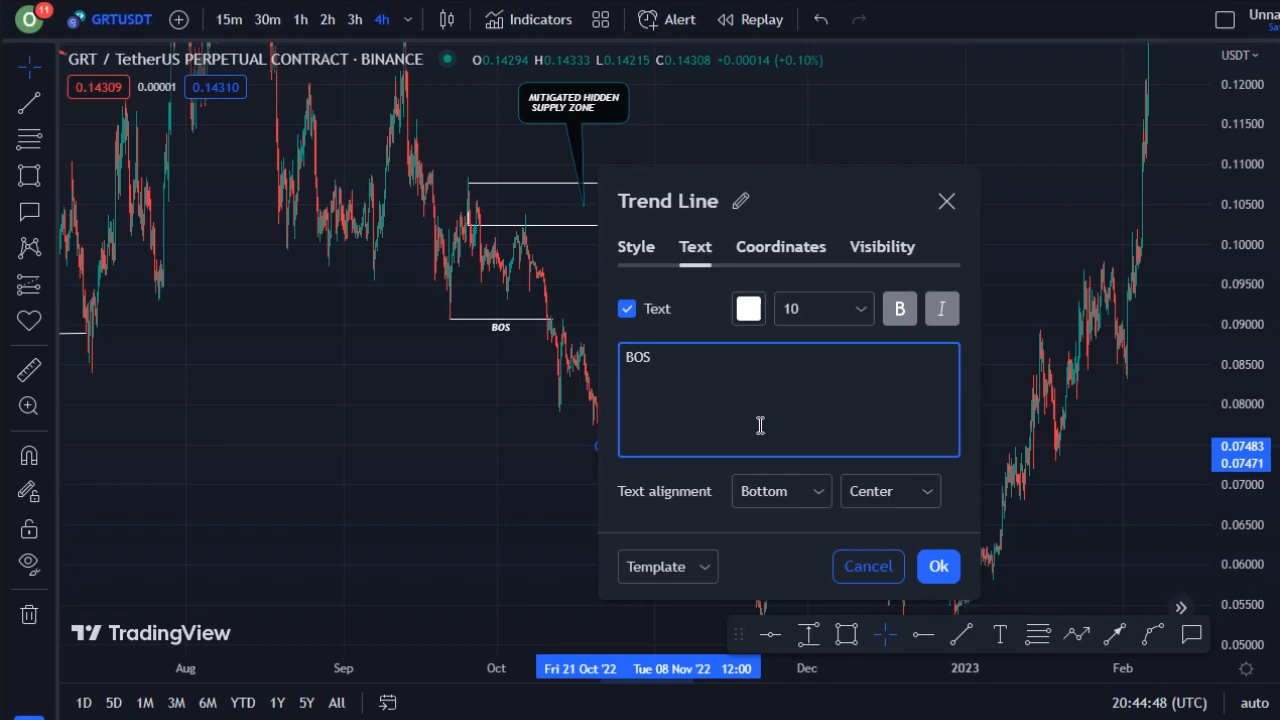 O
11
GRTUSDT
15m 30m 1h 2h 3h 4h
Indicators
Alert
Replay
Unna
GRT / TetherUS PERPETUAL CONTRACT · BINANCE
O0.14294 H0.14333 L0.14215 C0.14308 +0.00014 (+0.10%)
USDT
0.14309 0.00001 0.14310
MITIGATED HIDDEN
SUPPLY ZONE
BOS
Trend Line
Style Text Coordinates Visibility
Text
10
B
I
BOS
Text alignment
Bottom
Center
Template
Cancel
Ok
0.12000
0.11500
0.11000
0.10500
0.10000
0.09500
0.09000
0.08500
0.08000
0.07483
0.07471
0.07000
0.06500
0.06000
0.05500
0.05000
TradingView
T
Aug Sep Oct Fri 21 Oct '22 Tue 08 Nov '22 12:00 Dec 2023 Feb
1D 5D 1M 3M 6M YTD 1Y 5Y All
20:44:48 (UTC)
auto